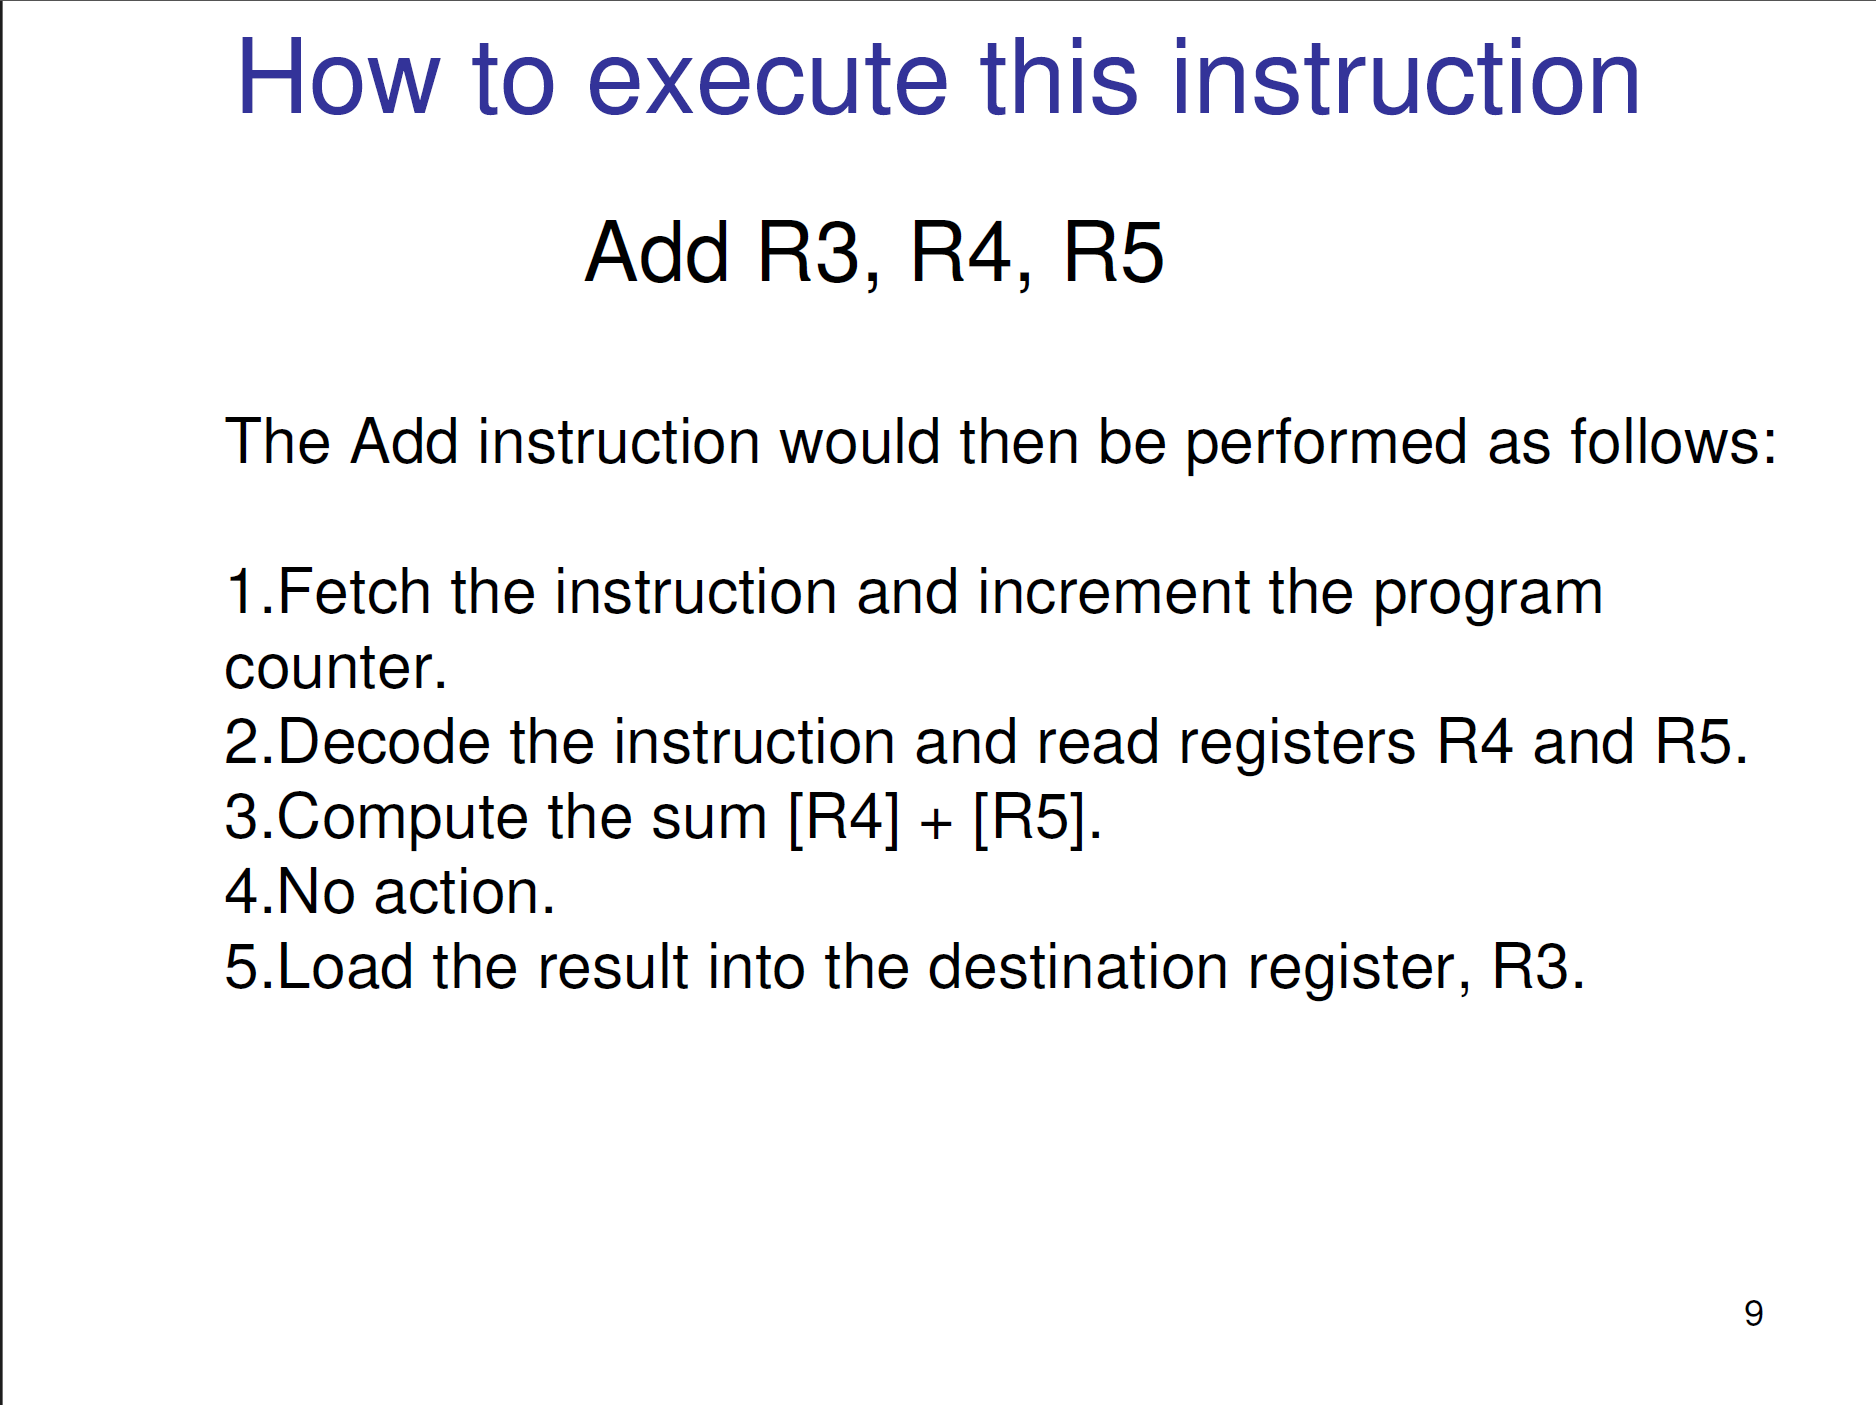 How to execute this instruction
Add R3, R4, R5
The Add instruction would then be performed as follows:
1.Fetch the instruction and increment the program
counter.
2.Decode the instruction and read registers R4 and R5.
3.Compute the sum [R4] + [R5].
4.No action.
5.Load the result into the destination register, R3.
9